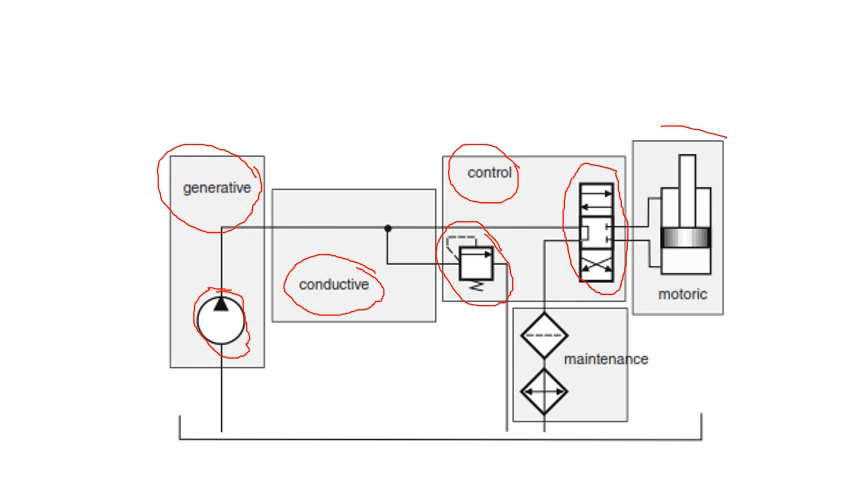 generative
control
conductive
motoric
maintenance